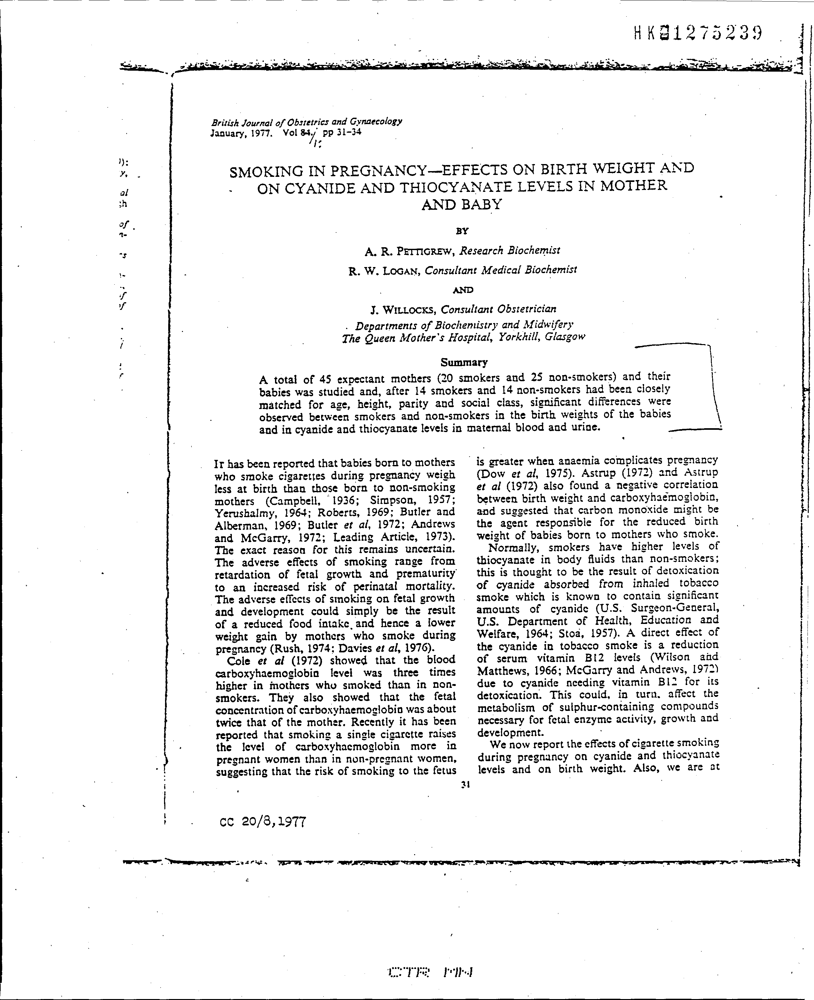 HK01275239
British Journal of Obstetrics and Gynaecology
January, 1977. Vol 84, pp 31–34
):
y,
al
th
of
n-
's
SMOKING IN PREGNANCY—EFFECTS ON BIRTH WEIGHT AND
ON CYANIDE AND THIOCYANATE LEVELS IN MOTHER
AND BABY
BY
A. R. PETTIGREW, Research Biochemist
R. W. LOGAN, Consultant Medical Biochemist
AND
J. WILLOCKS, Consultant Obstetrician
Departments of Biochemistry and Midwifery
The Queen Mother's Hospital, Yorkhill, Glasgow
Summary
A total of 45 expectant mothers (20 smokers and 25 non-smokers) and their
babies was studied and, after 14 smokers and 14 non-smokers had been closely
matched for age, height, parity and social class, significant differences were
observed between smokers and non-smokers in the birth weights of the babies
and in cyanide and thiocyanate levels in maternal blood and urine.
IT has been reported that babies born to mothers
who smoke cigarettes during pregnancy weigh
less at birth than those born to non-smoking
mothers (Campbell, 1936; Simpson, 1957;
Yerushalmy, 1964; Roberts, 1969; Butler and
Alberman, 1969; Butler et al, 1972; Andrews
and McGarry, 1972; Leading Article, 1973).
The exact reason for this remains uncertain.
The adverse effects of smoking range from
retardation of fetal growth and prematurity
to an increased risk of perinatal mortality.
The adverse effects of smoking on fetal growth
and development could simply be the result
of a reduced food intake and hence a lower
weight gain by mothers who smoke during
pregnancy (Rush, 1974; Davies et al, 1976).
Cole et al (1972) showed that the blood
carboxyhaemoglobin level was three times
higher in mothers who smoked than in non-
smokers. They also showed that the fetal
concentration of carboxyhaemoglobin was about
twice that of the mother. Recently it has been
reported that smoking a single cigarette raises
the level of carboxyhaemoglobin more in
pregnant women than in non-pregnant women,
suggesting that the risk of smoking to the fetus
is greater when anaemia complicates pregnancy
(Dow et al, 1975). Astrup (1972) and Astrup
et al (1972) also found a negative correlation
between birth weight and carboxyhaemoglobin,
and suggested that carbon monoxide might be
the agent responsible for the reduced birth
weight of babies born to mothers who smoke.
Normally, smokers have higher levels of
thiocyanate in body fluids than non-smokers;
this is thought to be the result of detoxication
of cyanide absorbed from inhaled tobacco
smoke which is known to contain significant
amounts of cyanide (U.S. Surgeon-General,
U.S. Department of Health, Education and
Welfare, 1964; Stoa, 1957). A direct effect of
the cyanide in tobacco smoke is a reduction
of serum vitamin B12 levels (Wilson and
Matthews, 1966; McGarry and Andrews, 1972)
due to cyanide needing vitamin B12 for its
detoxication. This could, in turn, affect the
metabolism of sulphur-containing compounds
necessary for fetal enzyme activity, growth and
development.
We now report the effects of cigarette smoking
during pregnancy on cyanide and thiocyanate
levels and on birth weight. Also, we are at
31
CC 20/8,1977
CTR MN